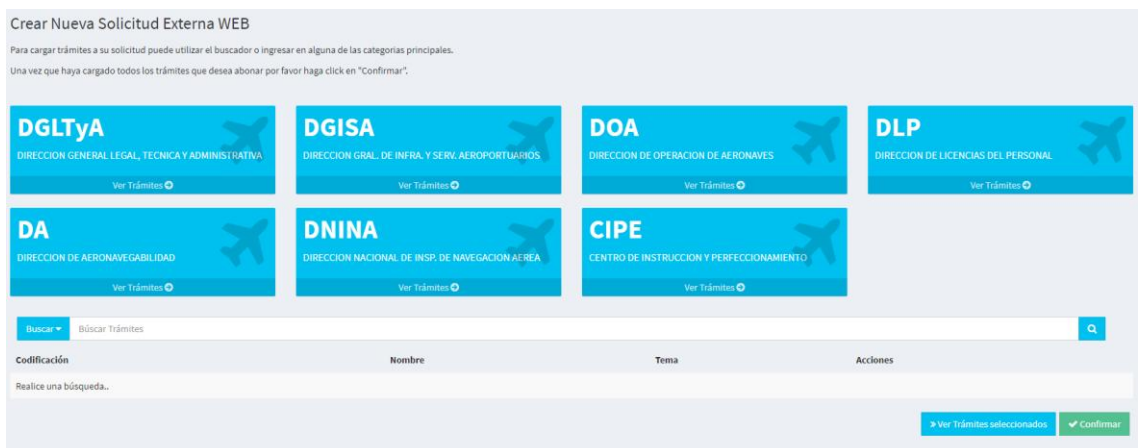 Crear Nueva Solicitud Externa WEB
Para cargar trámites a su solicitud puede utilizar el buscador o ingresar en alguna de las categorias principales.
Una vez que haya cargado todos los trámites que desea abonar por favor haga click en "Confirmar".
DGLTyA
DIRECCION GENERAL LEGAL, TECNICA Y ADMINISTRATIVA
Ver Trámites
DGISA
DIRECCION GRAL. DE INFRA. Y SERV. AEROPORTUARIOS
Ver Trámites
DOA
DIRECCION DE OPERACION DE AERONAVES
Ver Trámites
DLP
DIRECCION DE LICENCIAS DEL PERSONAL
Ver Trámites
DA
DIRECCION DE AERONAVEGABILIDAD
Ver Trámites
DNINA
DIRECCION NACIONAL DE INSP. DE NAVEGACION AEREA
Ver Trámites
CIPE
CENTRO DE INSTRUCCION Y PERFECCIONAMIENTO
Ver Trámites
Buscar Búscar Trámites
Codificación Nombre Tema Acciones
Realice una búsqueda..
» Ver Trámites seleccionados ✔ Confirmar